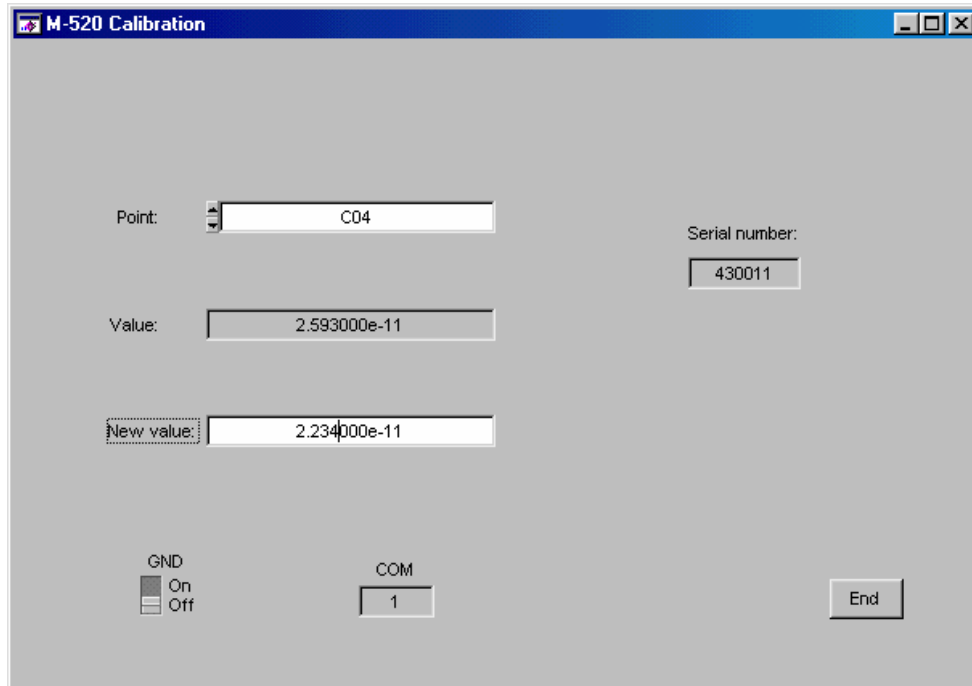 M-520 Calibration
Point:
C04
Serial number:
430011
Value:
2.593000e-11
New value:
2.234000e-11
GND
On
Off
COM
1
End